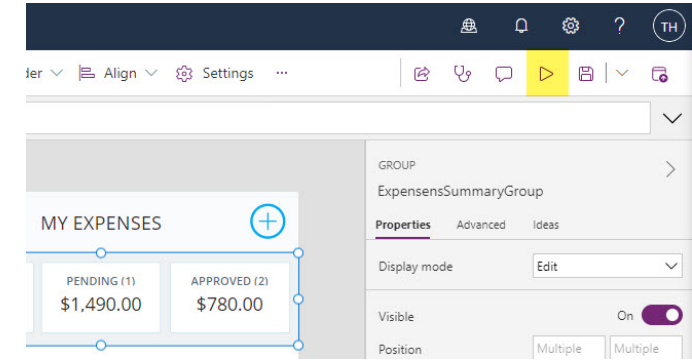 ? TH
der Align Settings ...
GROUP
ExpensensSummaryGroup
Properties Advanced Ideas
Display mode Edit
Visible On
Position Multiple Multiple
MY EXPENSES
PENDING (1) APPROVED (2)
$1,490.00 $780.00